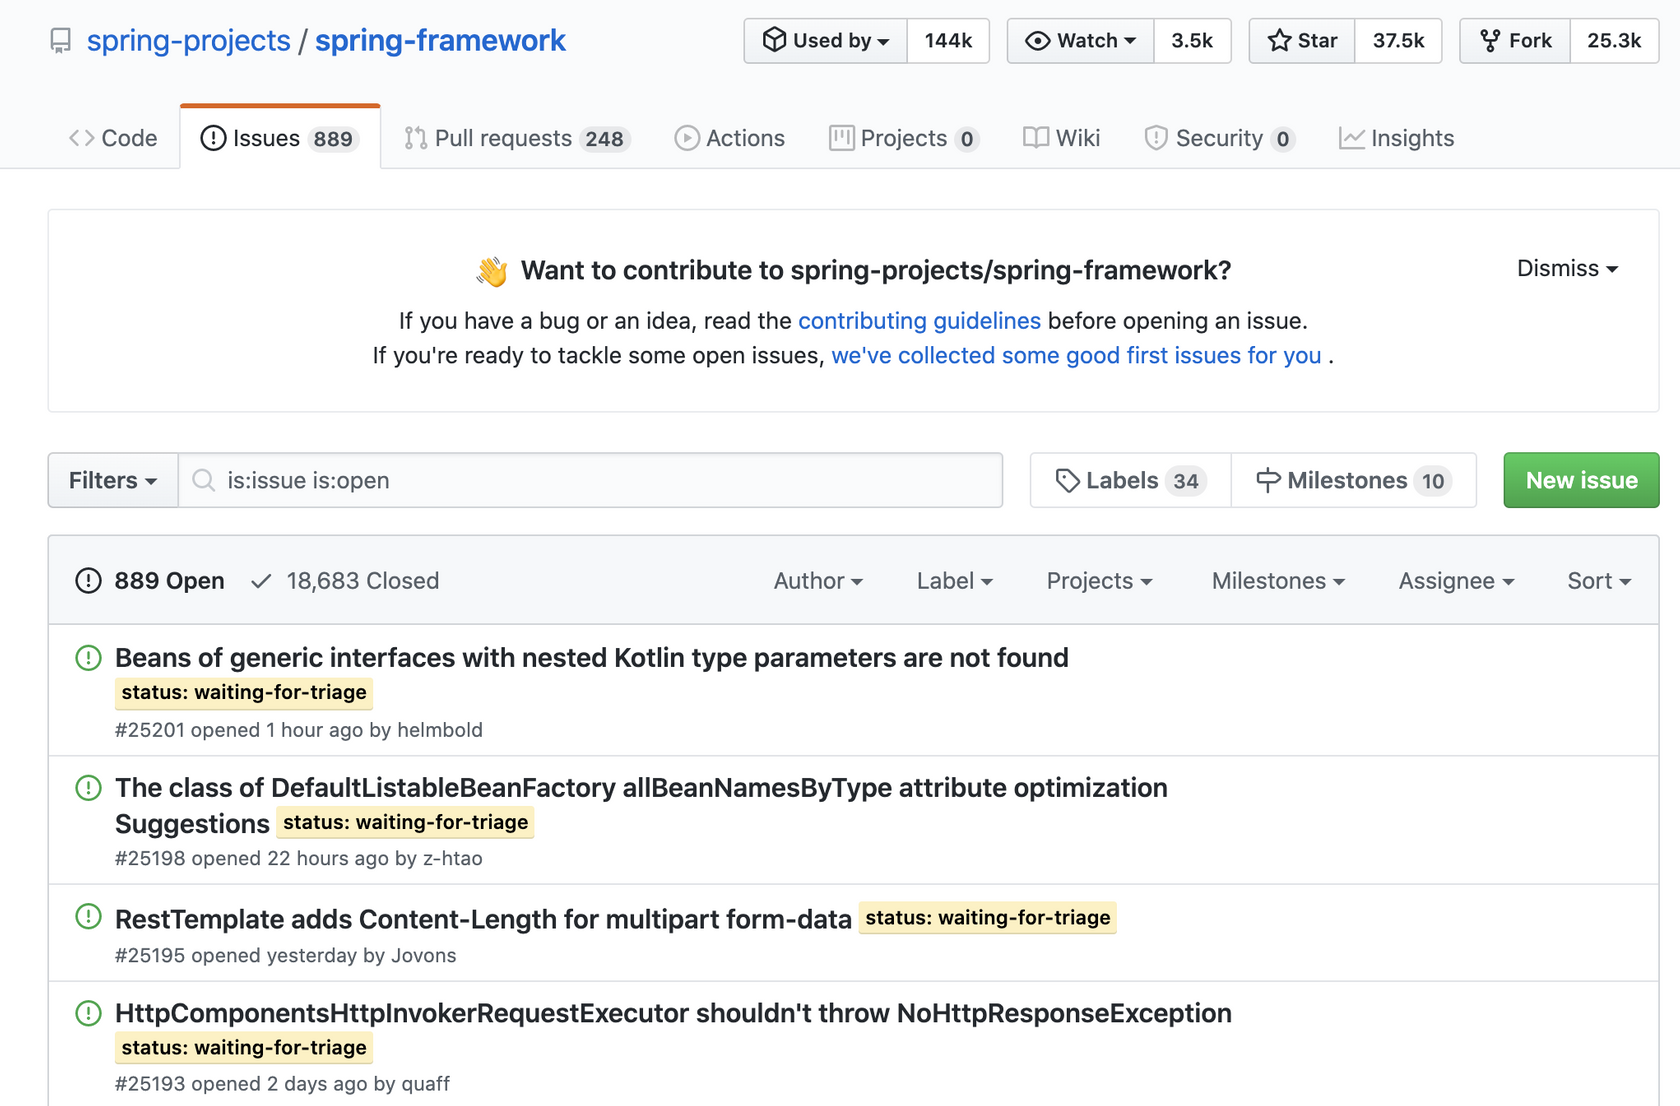 spring-projects / spring-framework
Used by 144k
Watch 3.5k
Star 37.5k
Fork 25.3k
Code
Issues 889
Pull requests 248
Actions
Projects 0
Wiki
Security 0
Insights
Want to contribute to spring-projects/spring-framework?
Dismiss
If you have a bug or an idea, read the contributing guidelines before opening an issue.
If you're ready to tackle some open issues, we've collected some good first issues for you .
Filters
is:issue is:open
Labels 34
Milestones 10
New issue
889 Open
18,683 Closed
Author
Label
Projects
Milestones
Assignee
Sort
Beans of generic interfaces with nested Kotlin type parameters are not found
status: waiting-for-triage
#25201 opened 1 hour ago by helmbold
The class of DefaultListableBeanFactory allBeanNamesByType attribute optimization
Suggestions status: waiting-for-triage
#25198 opened 22 hours ago by z-htao
RestTemplate adds Content-Length for multipart form-data status: waiting-for-triage
#25195 opened yesterday by Jovons
HttpComponentsHttpInvokerRequestExecutor shouldn't throw NoHttpResponseException
status: waiting-for-triage
#25193 opened 2 days ago by quaff